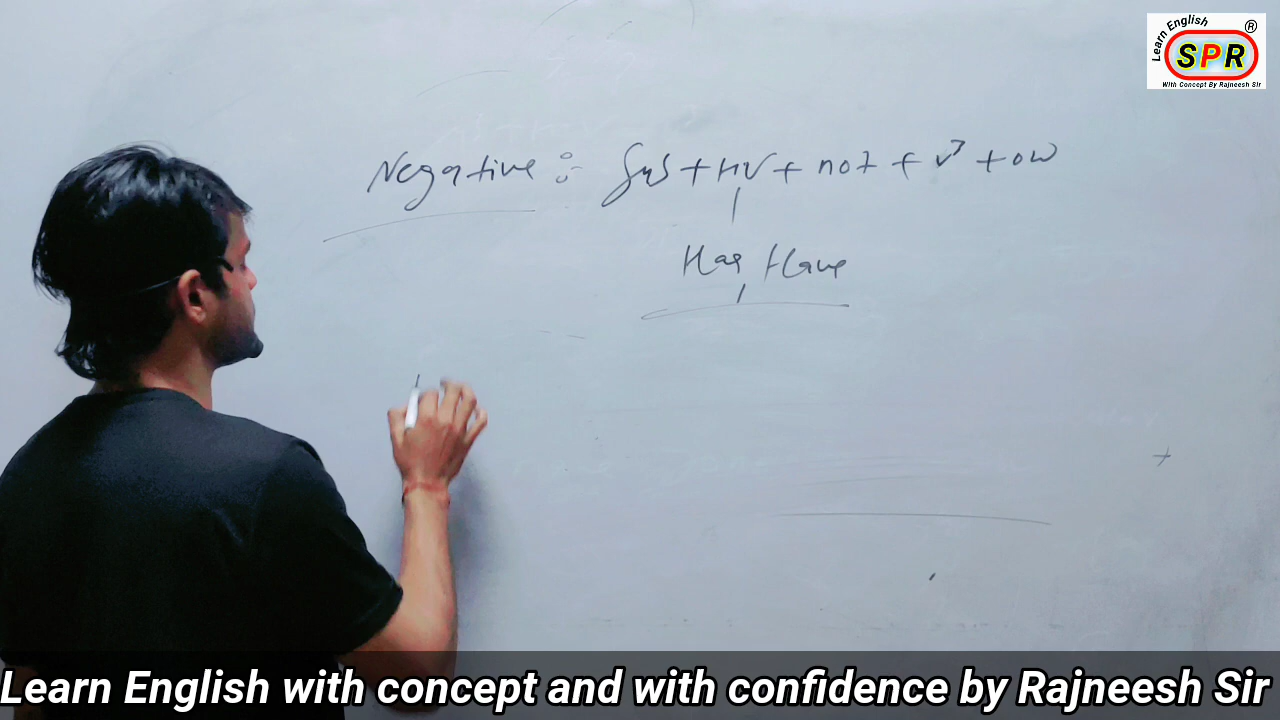 Learn English
®
SPR
With Concept By Rajneesh Sir
Negative :- Sub + HV + not + V³ + ow
Has Have
Learn English with concept and with confidence by Rajneesh Sir